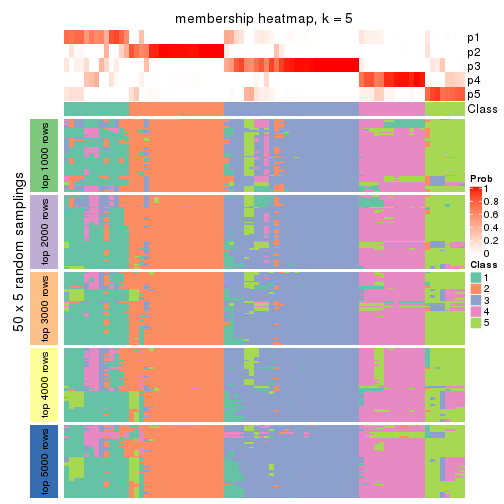 membership heatmap, k = 5
p1
p2
p3
p4
p5
Class
50 x 5 random samplings
top 1000 rows
top 2000 rows
top 3000 rows
top 4000 rows
top 5000 rows
Prob
1
0.8
0.6
0.4
0.2
0
Class
1
2
3
4
5